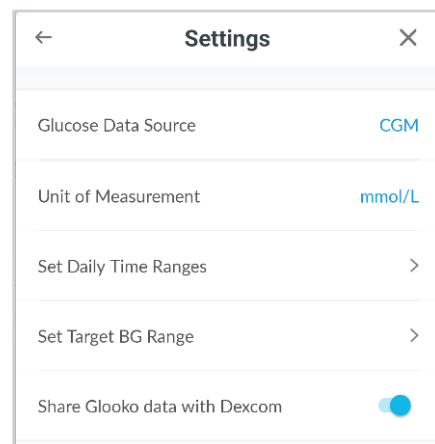 Settings
Glucose Data Source CGM
Unit of Measurement mmol/L
Set Daily Time Ranges
Set Target BG Range
Share Glooko data with Dexcom